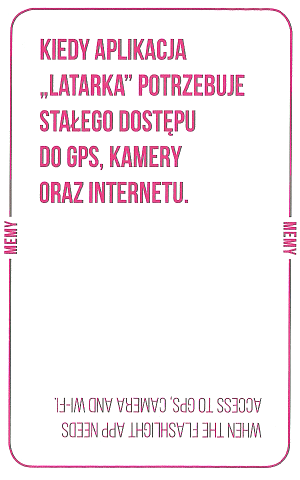 KIEDY APLIKACJA
„LATARKA” POTRZEBUJE
STAŁEGO DOSTĘPU
DO GPS, KAMERY
ORAZ INTERNETU.
MEMY
MEMY
WHEN THE FLASHLIGHT APP NEEDS
ACCESS TO GPS, CAMERA AND WI-FI.